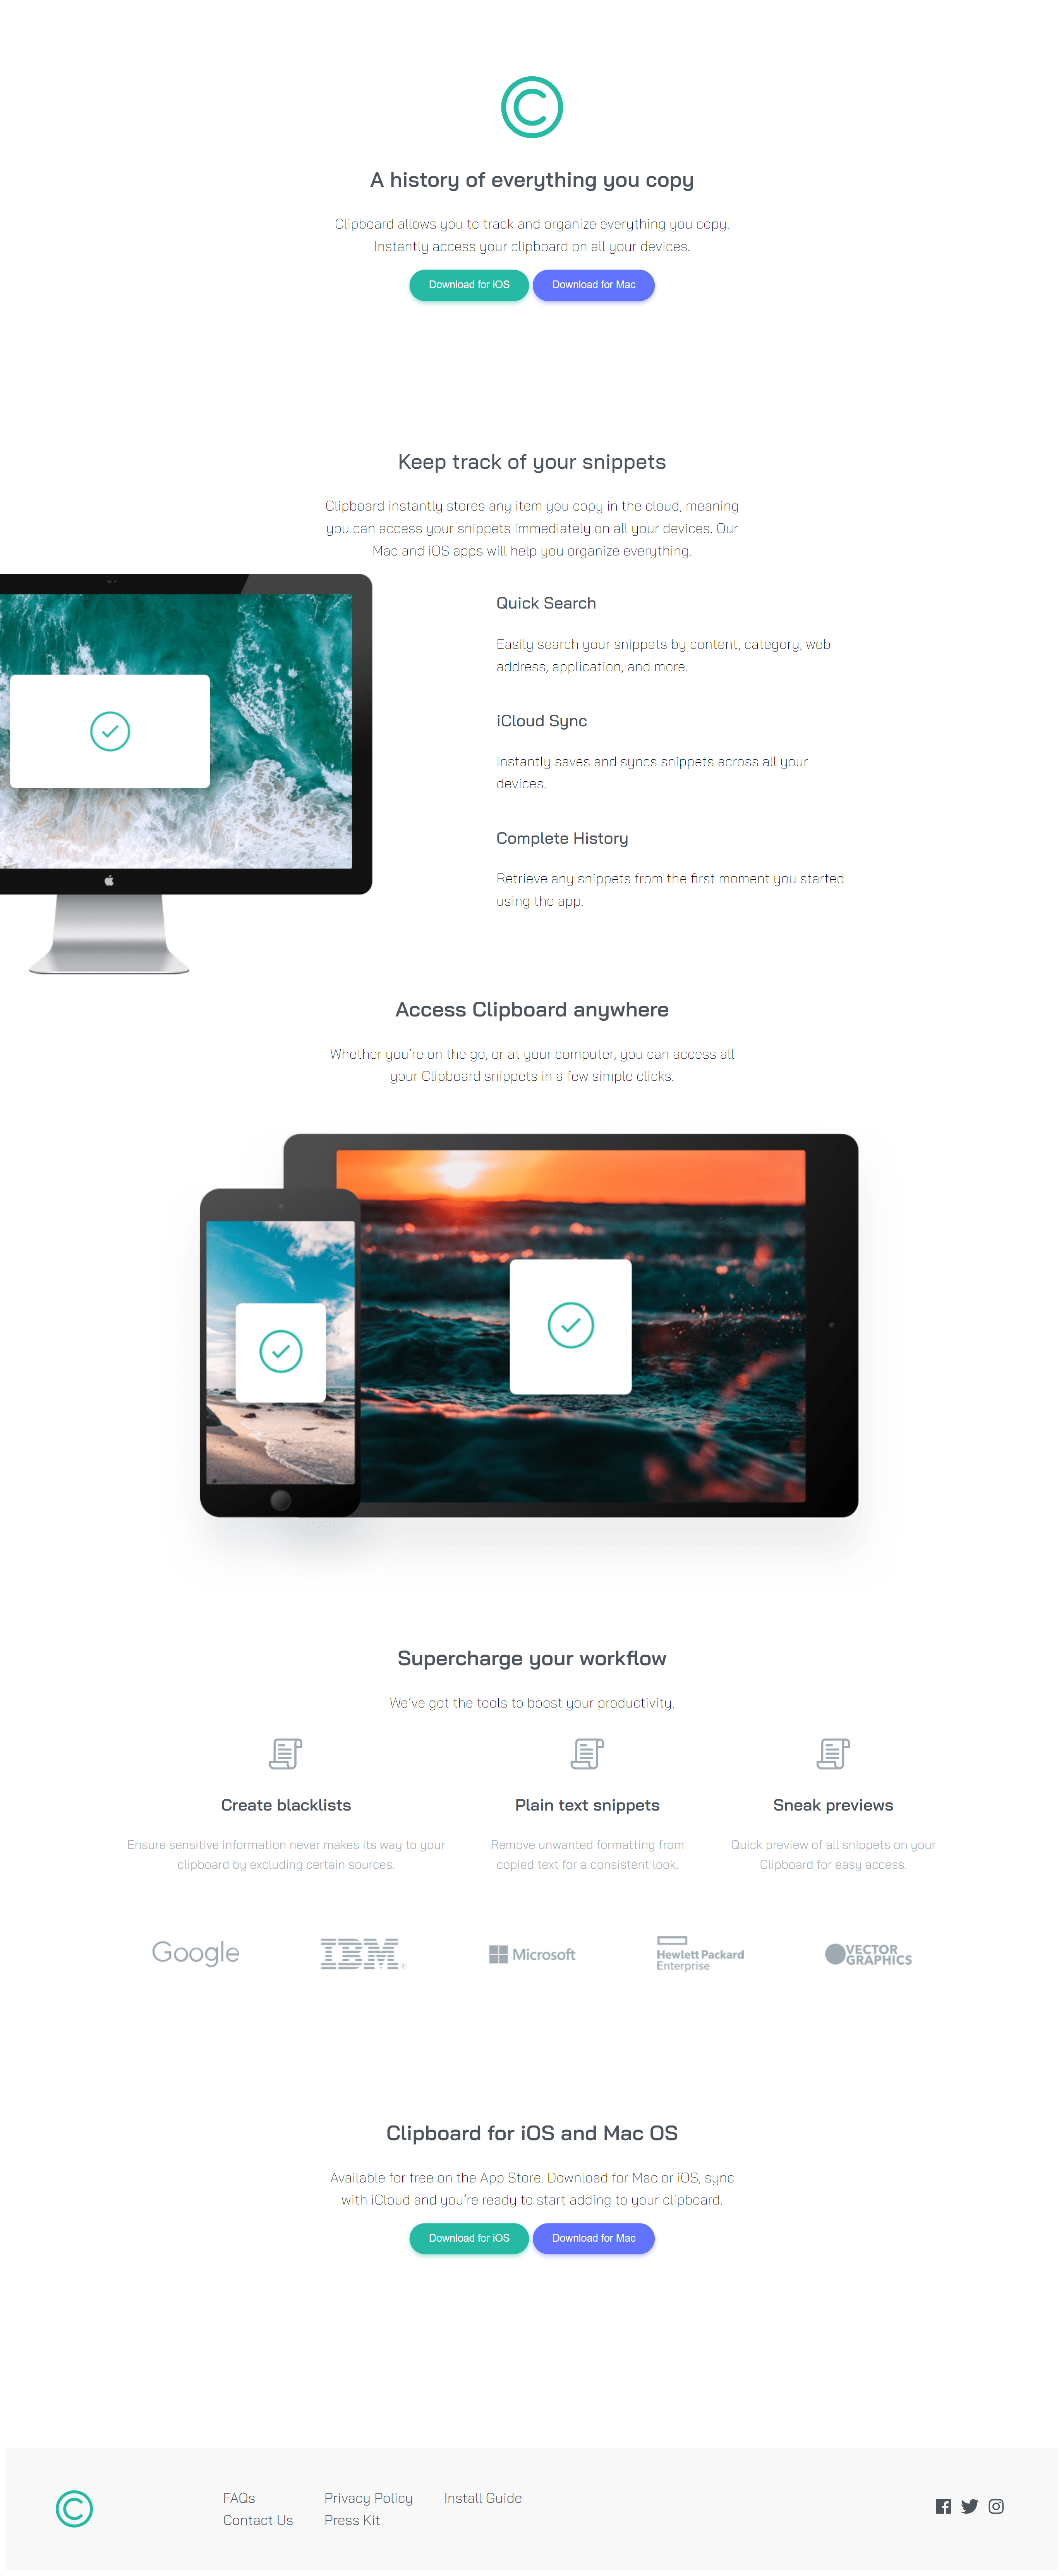 A history of everything you copy
Clipboard allows you to track and organize everything you copy.
Instantly access your clipboard on all your devices.
Download for iOS Download for Mac
Keep track of your snippets
Clipboard instantly stores any item you copy in the cloud, meaning
you can access your snippets immediately on all your devices. Our
Mac and iOS apps will help you organize everything.
Quick Search
Easily search your snippets by content, category, web
address, application, and more.
iCloud Sync
Instantly saves and syncs snippets across all your
devices.
Complete History
Retrieve any snippets from the first moment you started
using the app.
Access Clipboard anywhere
Whether you’re on the go, or at your computer, you can access all
your Clipboard snippets in a few simple clicks.
Supercharge your workflow
We’ve got the tools to boost your productivity.
Create blacklists
Ensure sensitive information never makes its way to your
clipboard by excluding certain sources.
Plain text snippets
Remove unwanted formatting from
copied text for a consistent look.
Sneak previews
Quick preview of all snippets on your
Clipboard for easy access.
Google
IBM
Microsoft
Hewlett Packard
Enterprise
VECTOR
GRAPHICS
Clipboard for iOS and Mac OS
Available for free on the App Store. Download for Mac or iOS, sync
with iCloud and you’re ready to start adding to your clipboard.
Download for iOS Download for Mac
FAQs Privacy Policy Install Guide
Contact Us Press Kit